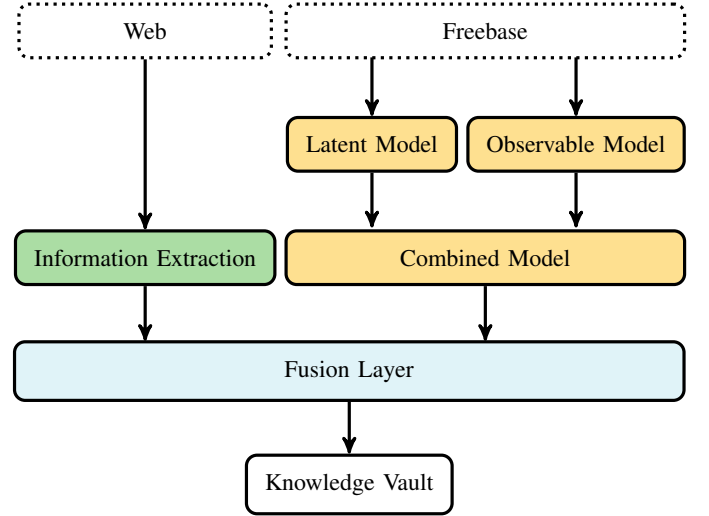 Web
Freebase
Latent Model
Observable Model
Information Extraction
Combined Model
Fusion Layer
Knowledge Vault